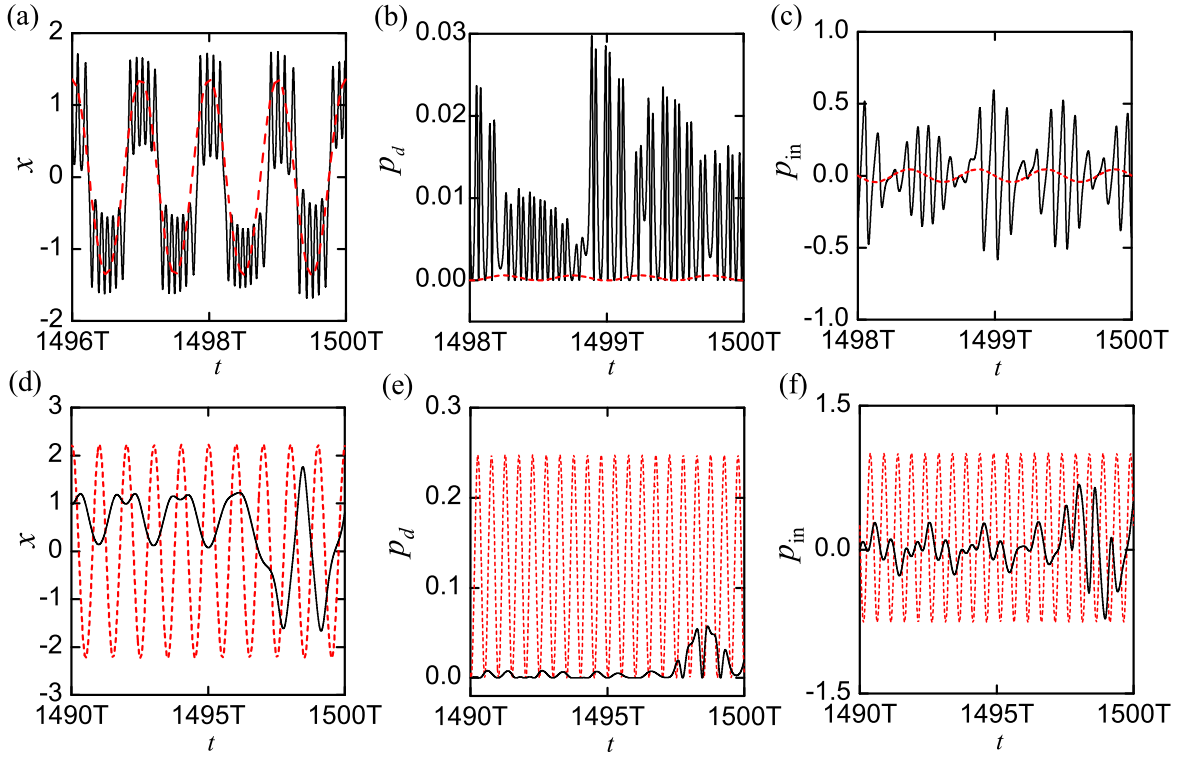 (a)
2
1
0
-1
-2
x
1496T 1498T 1500T
t
(b)
0.03
0.02
0.01
0.00
p_d
1498T 1499T 1500T
t
(c)
1.0
0.5
0.0
-0.5
-1.0
p_in
1498T 1499T 1500T
t
(d)
3
2
1
0
-1
-2
-3
x
1490T 1495T 1500T
t
(e)
0.3
0.2
0.1
0.0
p_d
1490T 1495T 1500T
t
(f)
1.5
0.0
-1.5
p_in
1490T 1495T 1500T
t